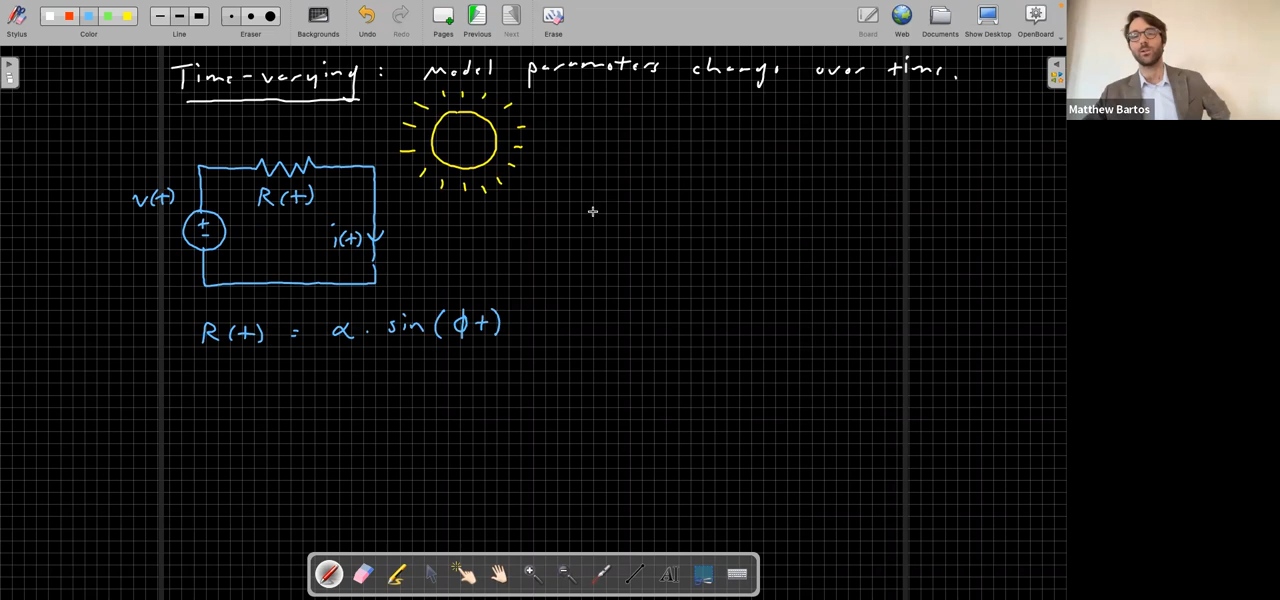 Stylus Color Line Eraser Backgrounds Undo Redo Pages Previous Next Erase Board Web Documents Show Desktop OpenBoard
Matthew Bartos
Time-varying: Model parameters change over time.
v(t)
R(t)
+
-
i(t)
R(t) = α · sin(ϕt)
AI